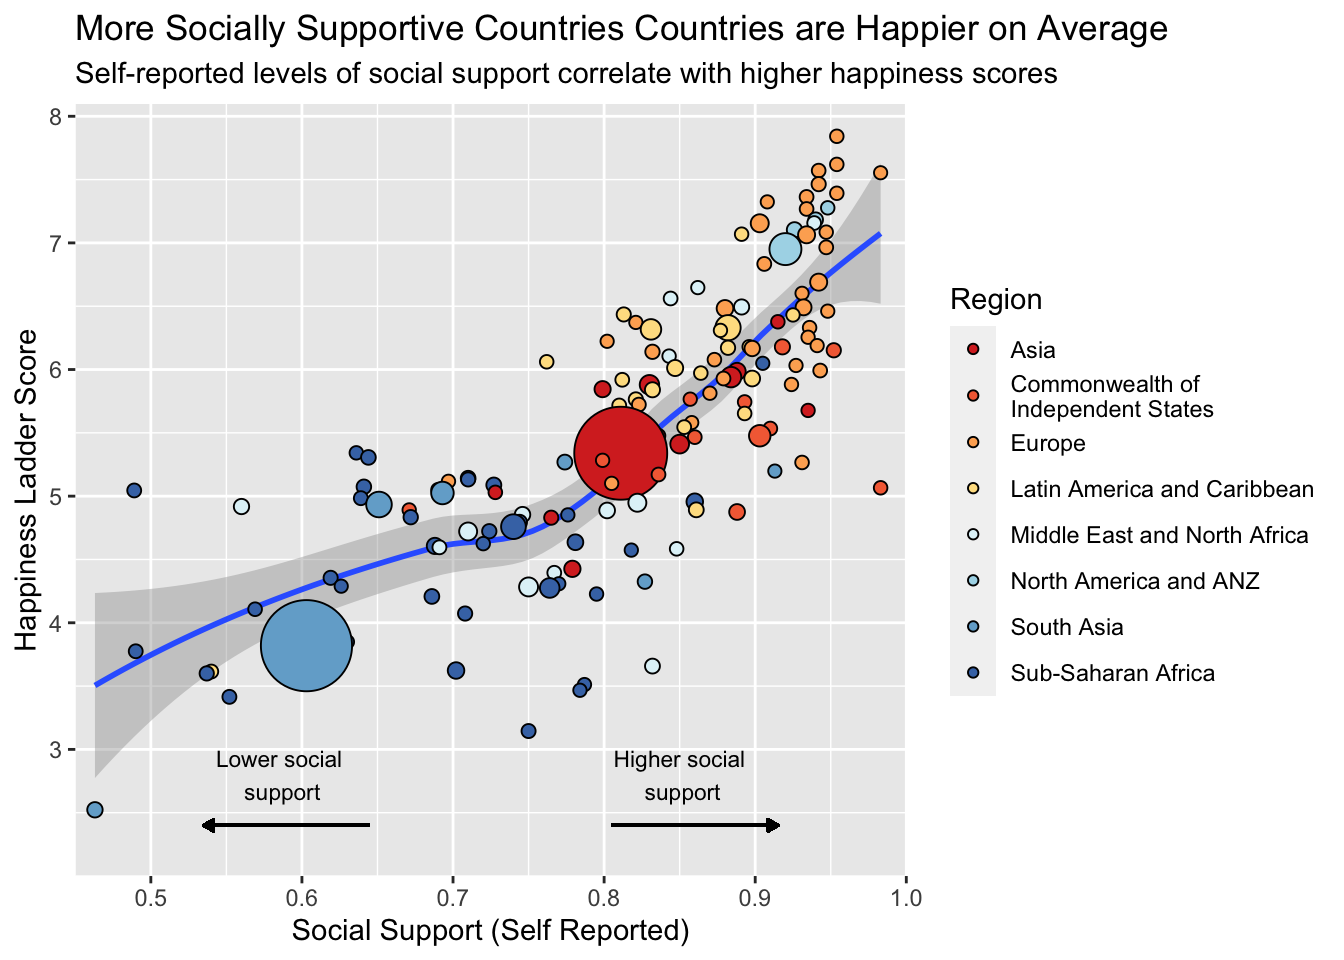 More Socially Supportive Countries Countries are Happier on Average
Self-reported levels of social support correlate with higher happiness scores
8
7
6
5
4
3
Happiness Ladder Score
Lower social
support
Higher social
support
0.5 0.6 0.7 0.8 0.9 1.0
Social Support (Self Reported)
Region
Asia
Commonwealth of
Independent States
Europe
Latin America and Caribbean
Middle East and North Africa
North America and ANZ
South Asia
Sub-Saharan Africa